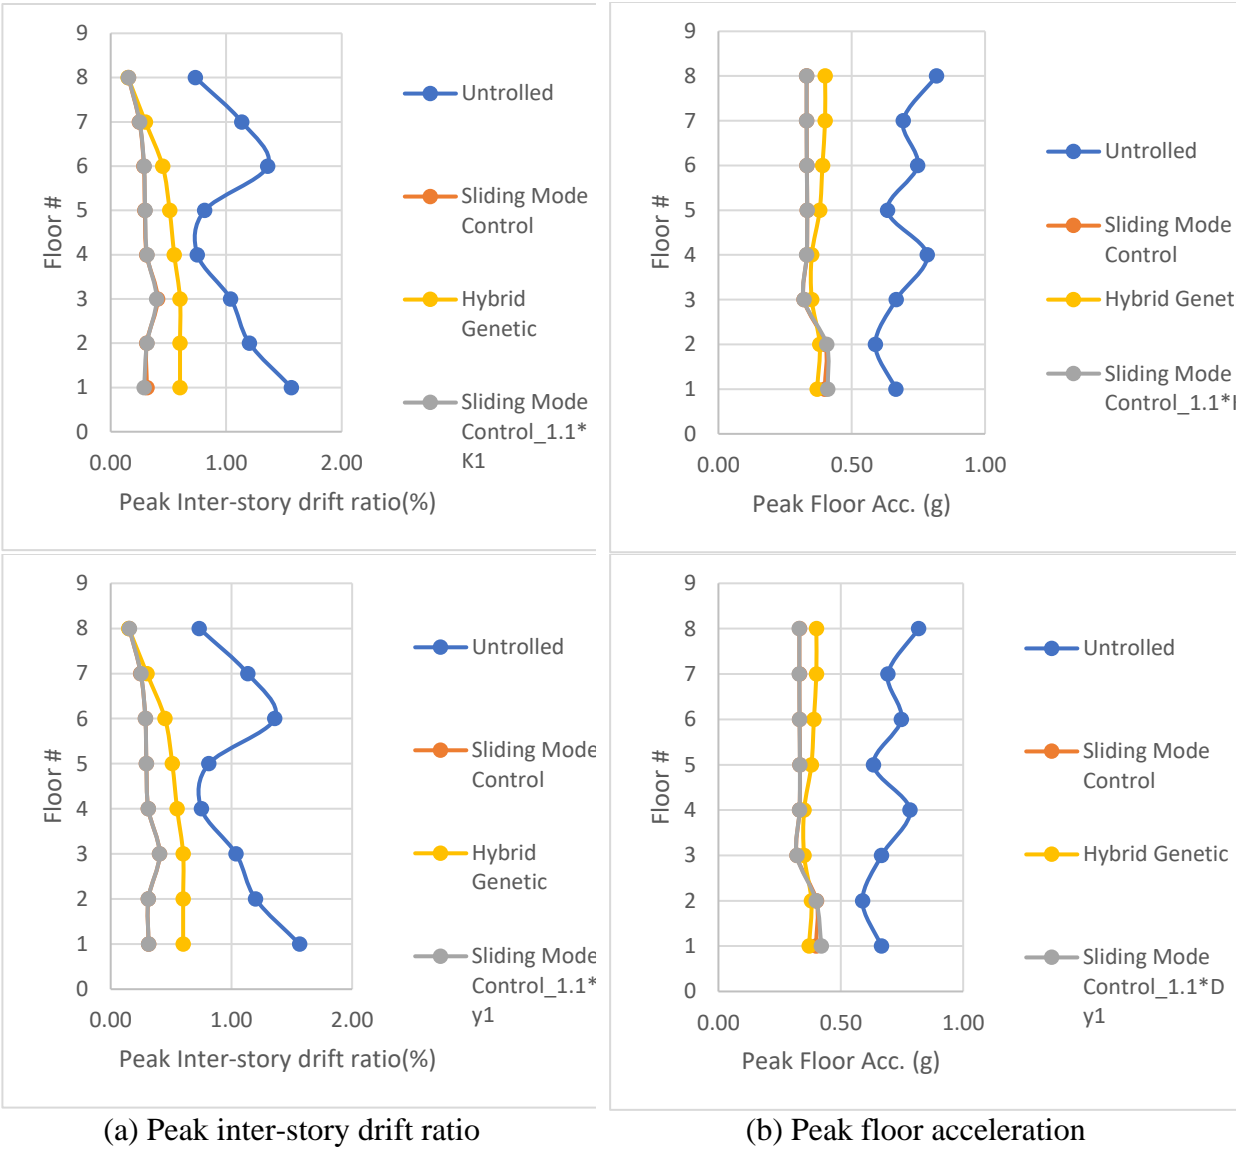 9
8
7
6
5
4
3
2
1
0
Floor #
0.00
1.00
2.00
Peak Inter-story drift ratio(%)
Untrolled
Sliding Mode
Control
Hybrid
Genetic
Sliding Mode
Control_1.1*
K1
9
8
7
6
5
4
3
2
1
0
Floor #
0.00
0.50
1.00
Peak Floor Acc. (g)
Untrolled
Sliding Mode
Control
Hybrid Genet
Sliding Mode
Control_1.1*
9
8
7
6
5
4
3
2
1
0
Floor #
0.00
1.00
2.00
Peak Inter-story drift ratio(%)
Untrolled
Sliding Mode
Control
Hybrid
Genetic
Sliding Mode
Control_1.1*
y1
9
8
7
6
5
4
3
2
1
0
Floor #
0.00
0.50
1.00
Peak Floor Acc. (g)
Untrolled
Sliding Mode
Control
Hybrid Genetic
Sliding Mode
Control_1.1*D
y1
(a) Peak inter-story drift ratio
(b) Peak floor acceleration